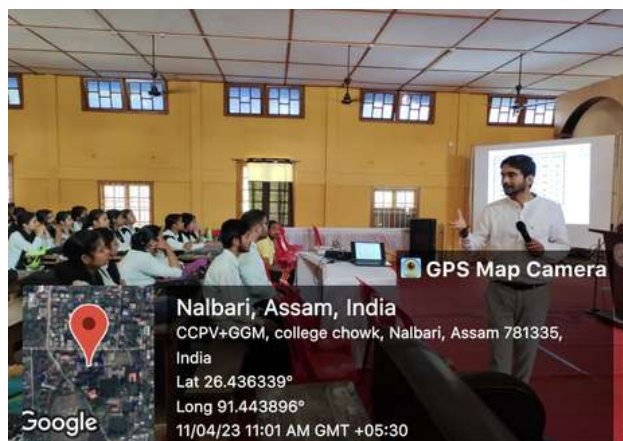 GPS Map Camera
Nalbari, Assam, India
CCPV+GGM, college chowk, Nalbari, Assam 781335,
India
Lat 26.436339°
Long 91.443896°
11/04/23 11:01 AM GMT +05:30
Google